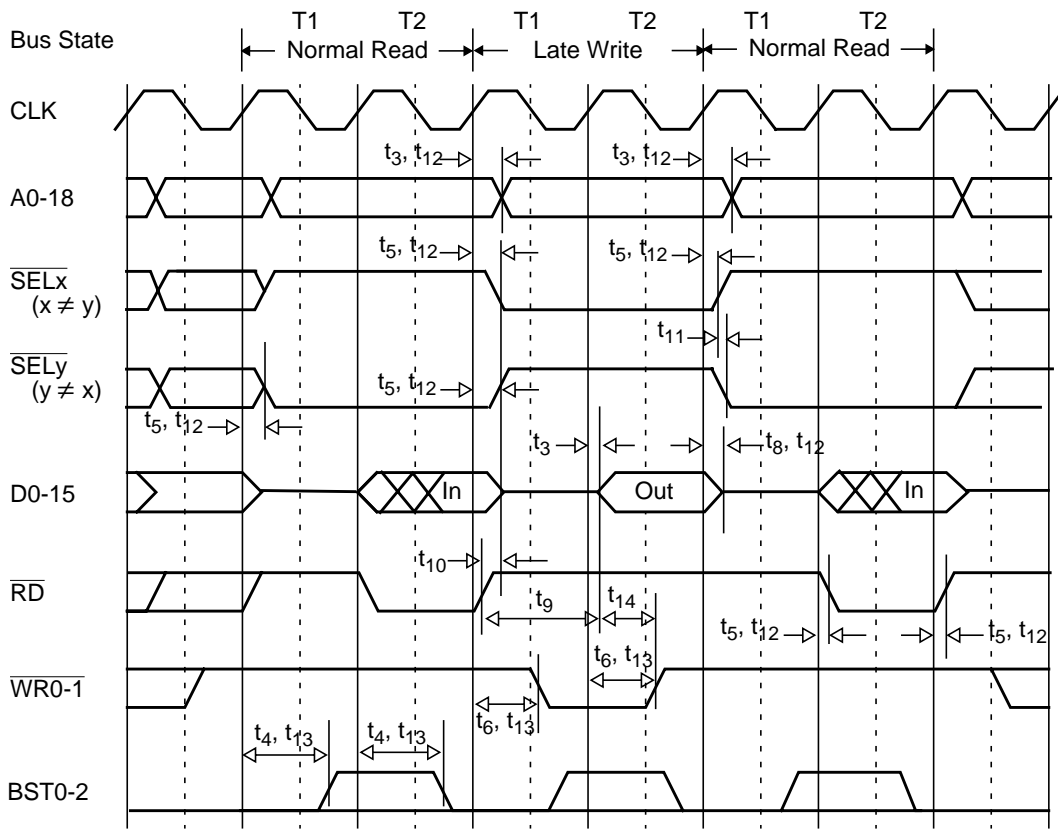 T1 T2 T1 T2 T1 T2
Bus State Normal Read Late Write Normal Read
CLK
t3, t12 t3, t12
A0-18
t5, t12 t5, t12
SELx
(x ≠ y)
t11
SELy
(y ≠ x) t5, t12
t5, t12
t3 t8, t12
D0-15 In Out In
t10
RD t9 t14
t5, t12 t5, t12
t6, t13
WR0-1
t6, t13
t4, t13 t4, t13
BST0-2